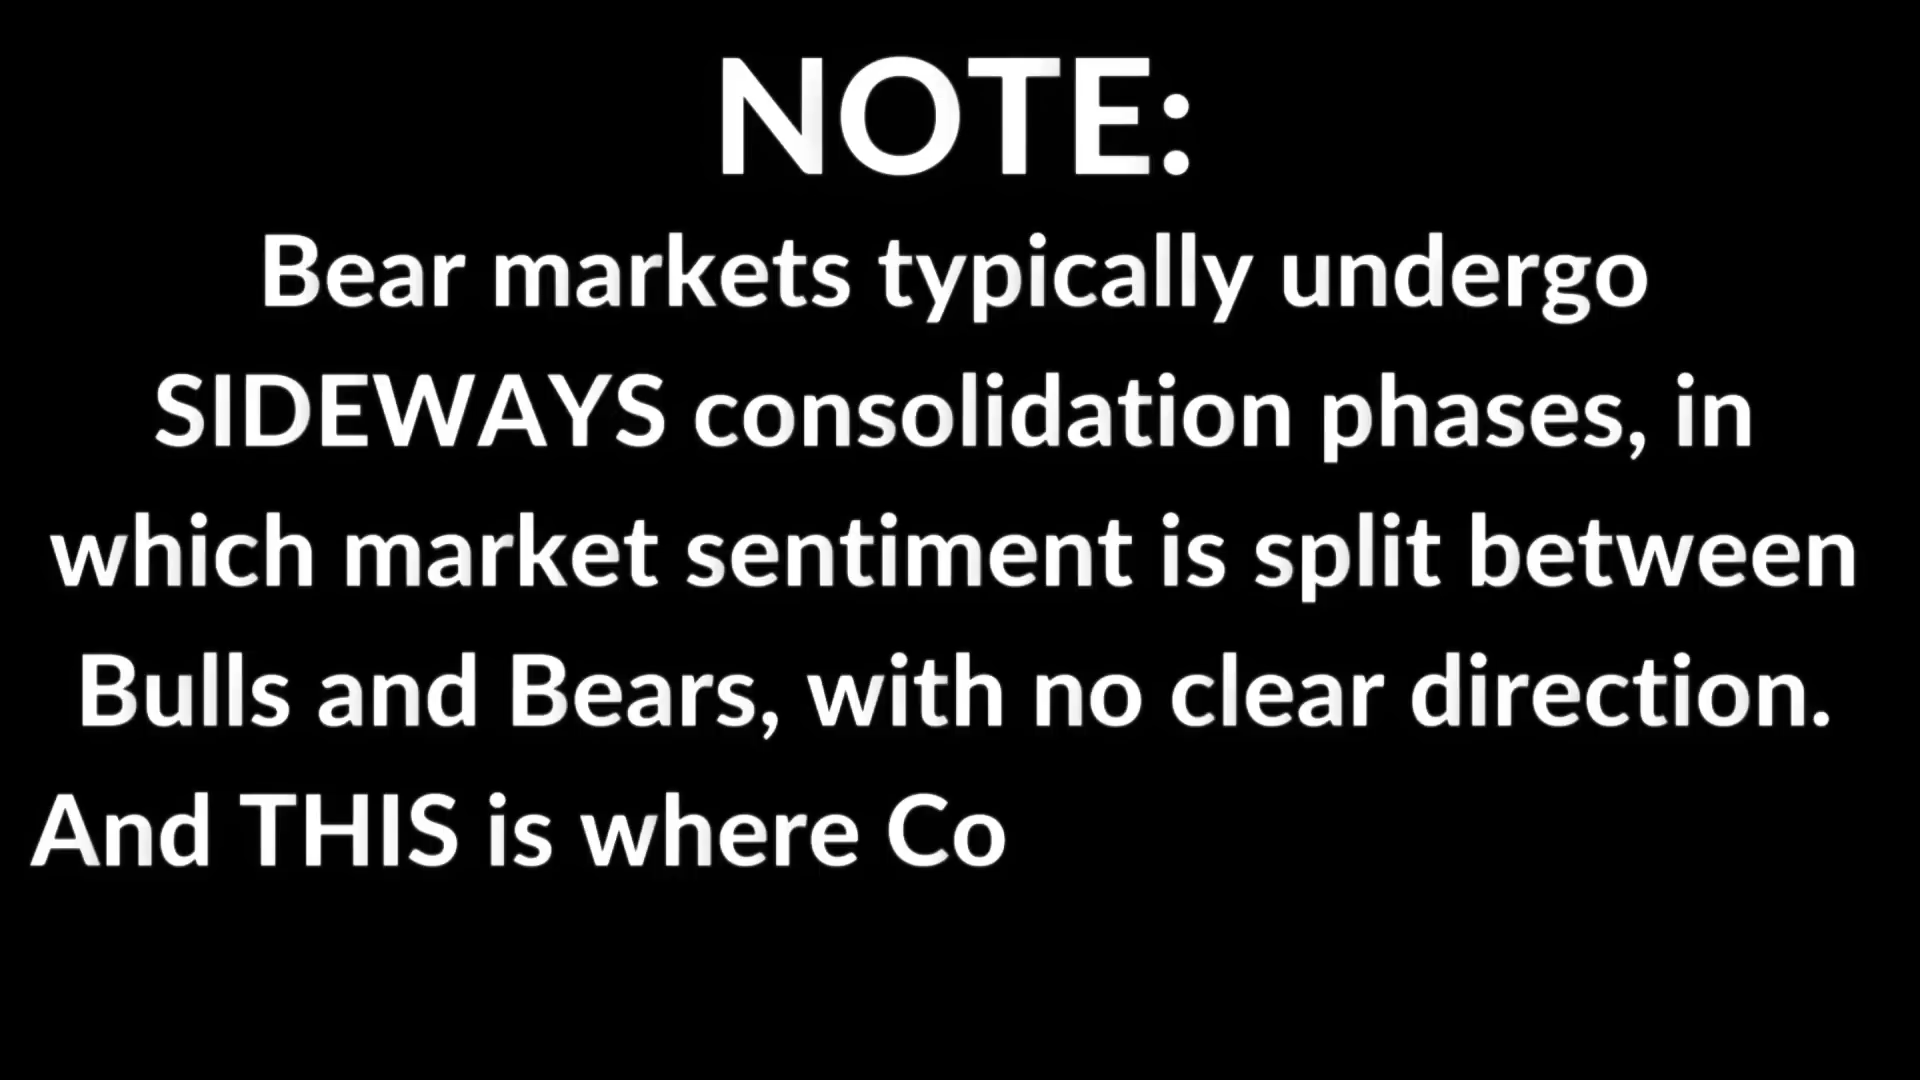 NOTE:
Bear markets typically undergo
SIDEWAYS consolidation phases, in
which market sentiment is split between
Bulls and Bears, with no clear direction.
And THIS is where Co